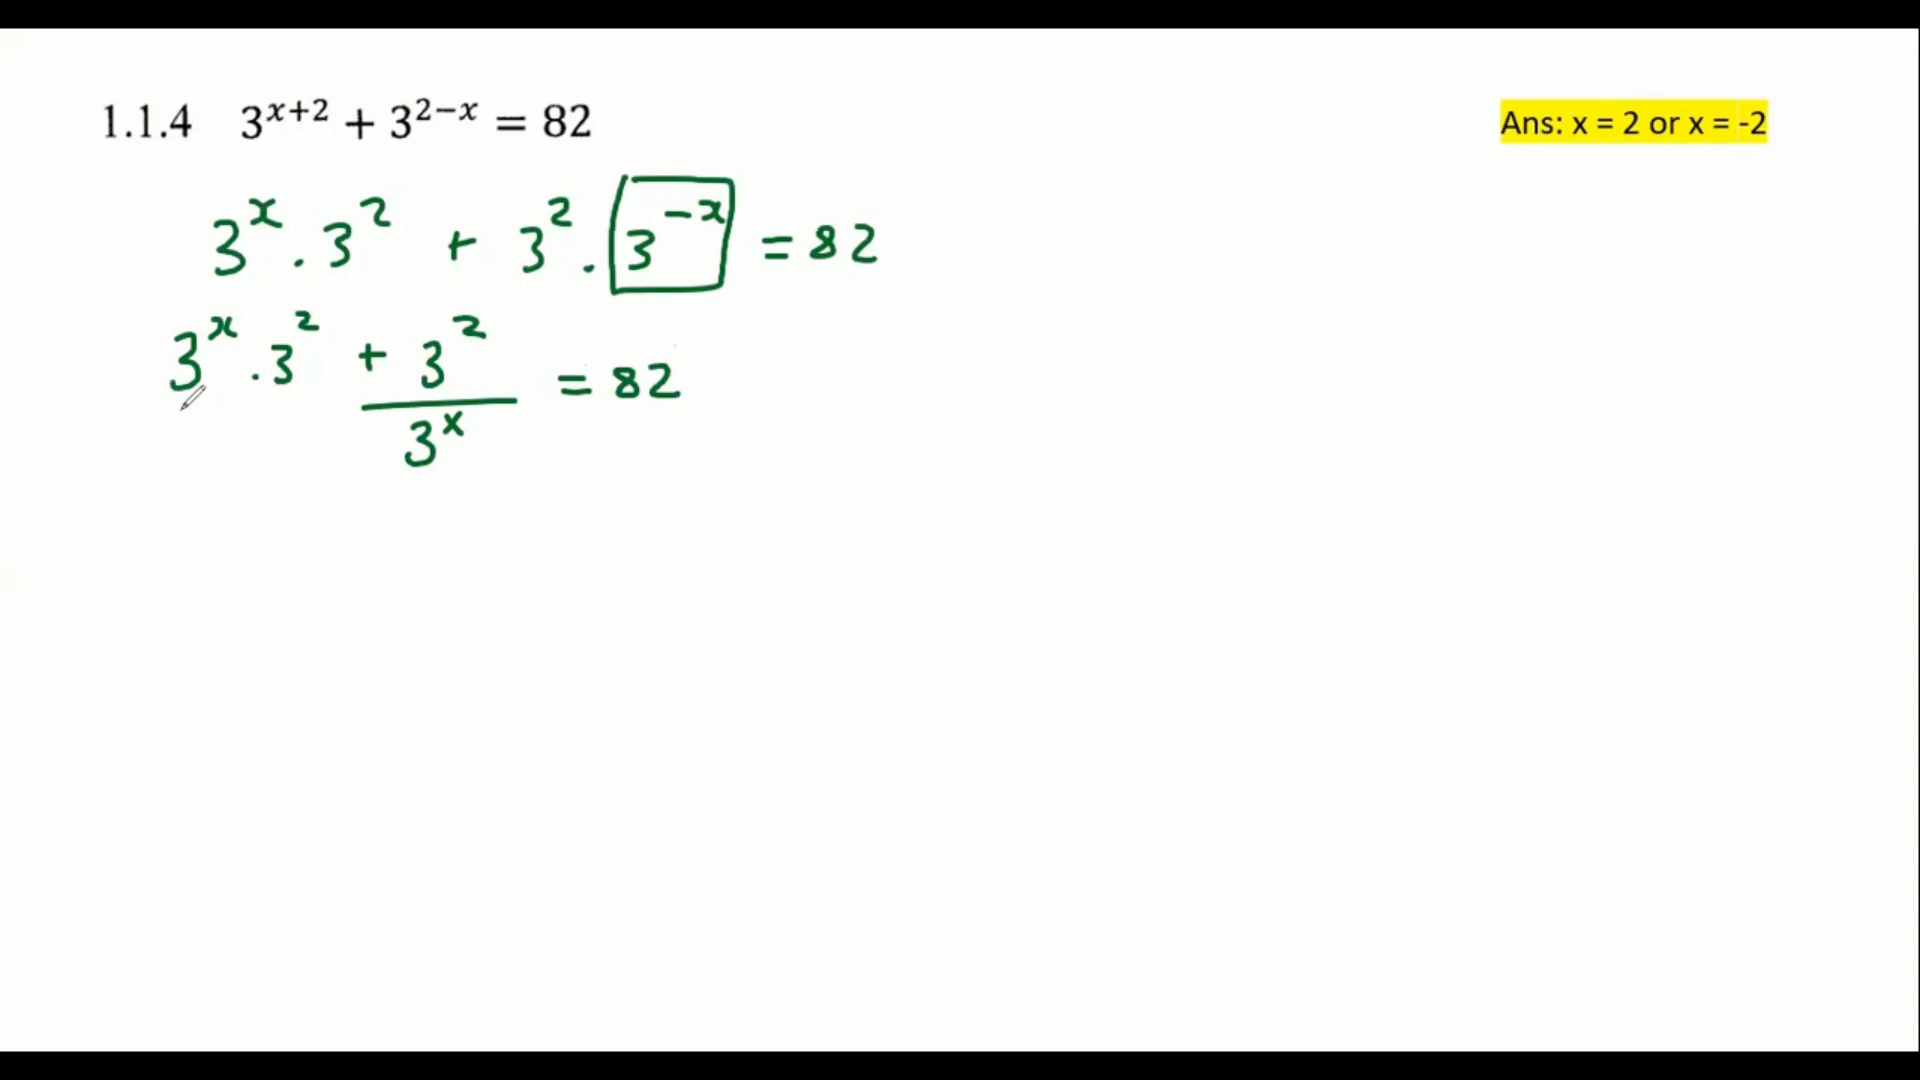 1.1.4 3^{x+2} + 3^{2−x} = 82
Ans: x = 2 or x = -2
3^x . 3^2 + 3^2 . 3^{-x} = 82
3^x . 3^2 + 3^2 / 3^x = 82